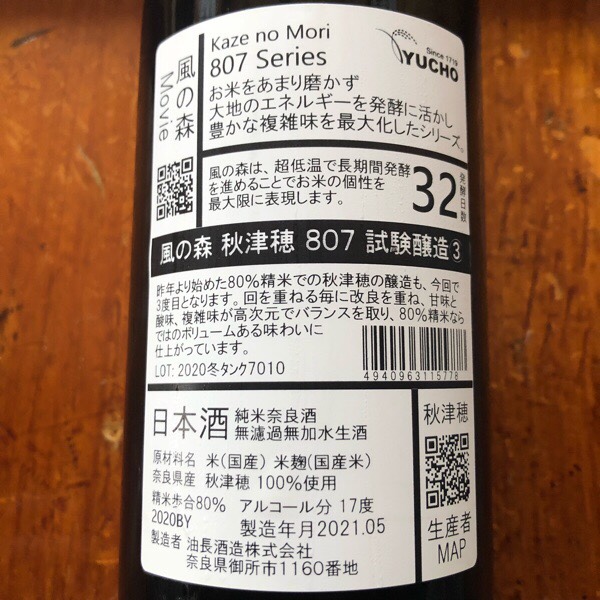 風の森
Movie
Kaze no Mori
807 Series
Since 1719
YUCHO
お米をあまり磨かず
大地のエネルギーを発酵に活かし
豊かな複雑味を最大化したシリーズ。
風の森は、超低温で長期間発酵
を進めることでお米の個性を
最大限に表現します。
32
発酵日数
風の森 秋津穂 807 試験醸造③
昨年より始めた80%精米での秋津穂の醸造も、今回で
3度目となります。回を重ねる毎に改良を重ね、甘味と
酸味、複雑味が高次元でバランスを取り、80%精米なら
ではのボリュームある味わいに
仕上がっています。
LOT: 2020冬タンク7010
4940963115778
日本酒
純米奈良酒
無濾過無加水生酒
原材料名 米(国産) 米麹(国産米)
奈良県産 秋津穂 100%使用
精米歩合80% アルコール分 17度
2020BY 製造年月2021.05
製造者 油長酒造株式会社
奈良県御所市1160番地
秋津穂
生産者
MAP